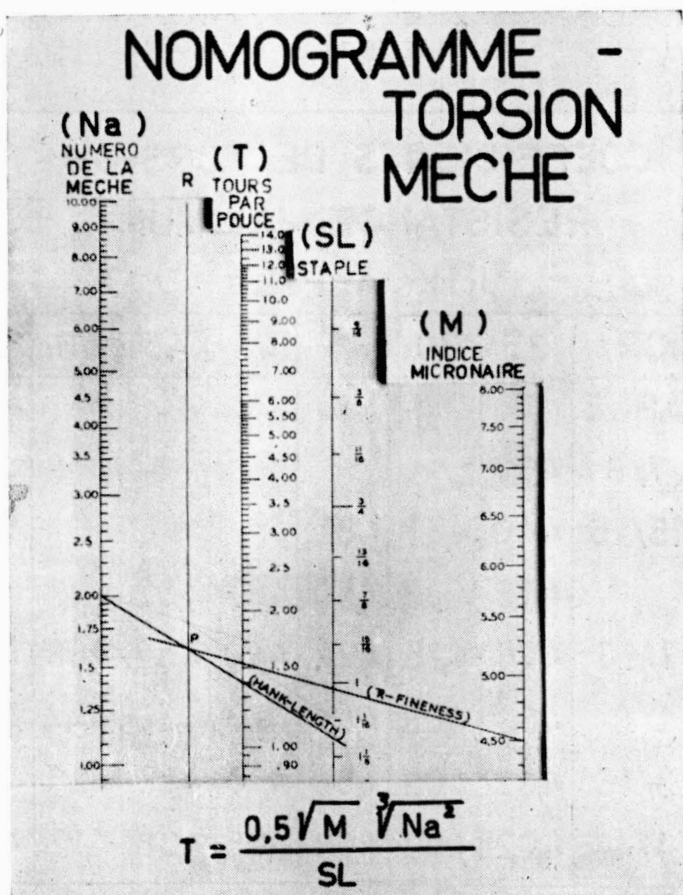 NOMOGRAMME -
TORSION
MECHE
(Na)
NUMERO
DE LA
MECHE
R
(T)
TOURS
PAR
POUCE
(SL)
STAPLE
(M)
INDICE
MICRONAIRE
10.00
9.00
8.00
7.00
6.00
5.00
4.5
4.00
3.5
3.00
2.5
2.00
1.75
1.5
1.25
1.00
14.0
13.0
12.0
11.0
10.0
9.00
8.00
7.00
6.00
5.50
5.00
4.50
4.00
3.5
3.00
2.5
2.00
1.50
1.00
.90
3/4
13/16
7/8
15/16
1
1 1/16
1 1/8
8.00
7.50
7.00
6.50
6.00
5.50
5.00
4.50
P
(HANK-LENGTH)
T = 0,5√M ∛Na² / SL